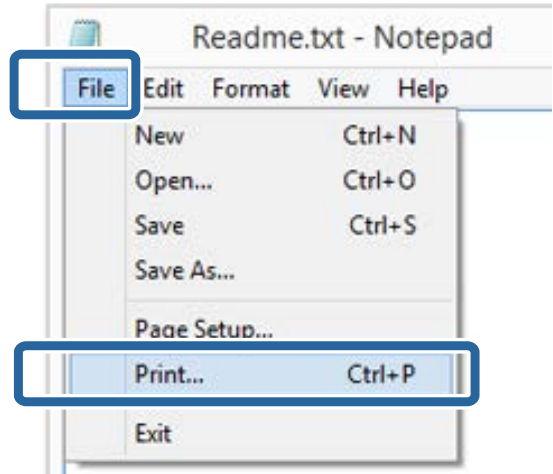 Readme.txt - Notepad
File Edit Format View Help
New Ctrl+N
Open... Ctrl+O
Save Ctrl+S
Save As...
Page Setup...
Print... Ctrl+P
Exit